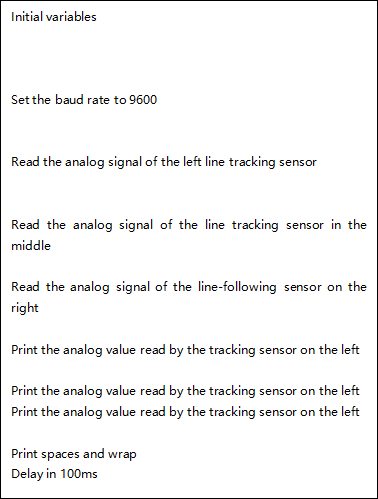 Initial variables
Set the baud rate to 9600
Read the analog signal of the left line tracking sensor
Read the analog signal of the line tracking sensor in the
middle
Read the analog signal of the line-following sensor on the
right
Print the analog value read by the tracking sensor on the left
Print the analog value read by the tracking sensor on the left
Print the analog value read by the tracking sensor on the left
Print spaces and wrap
Delay in 100ms